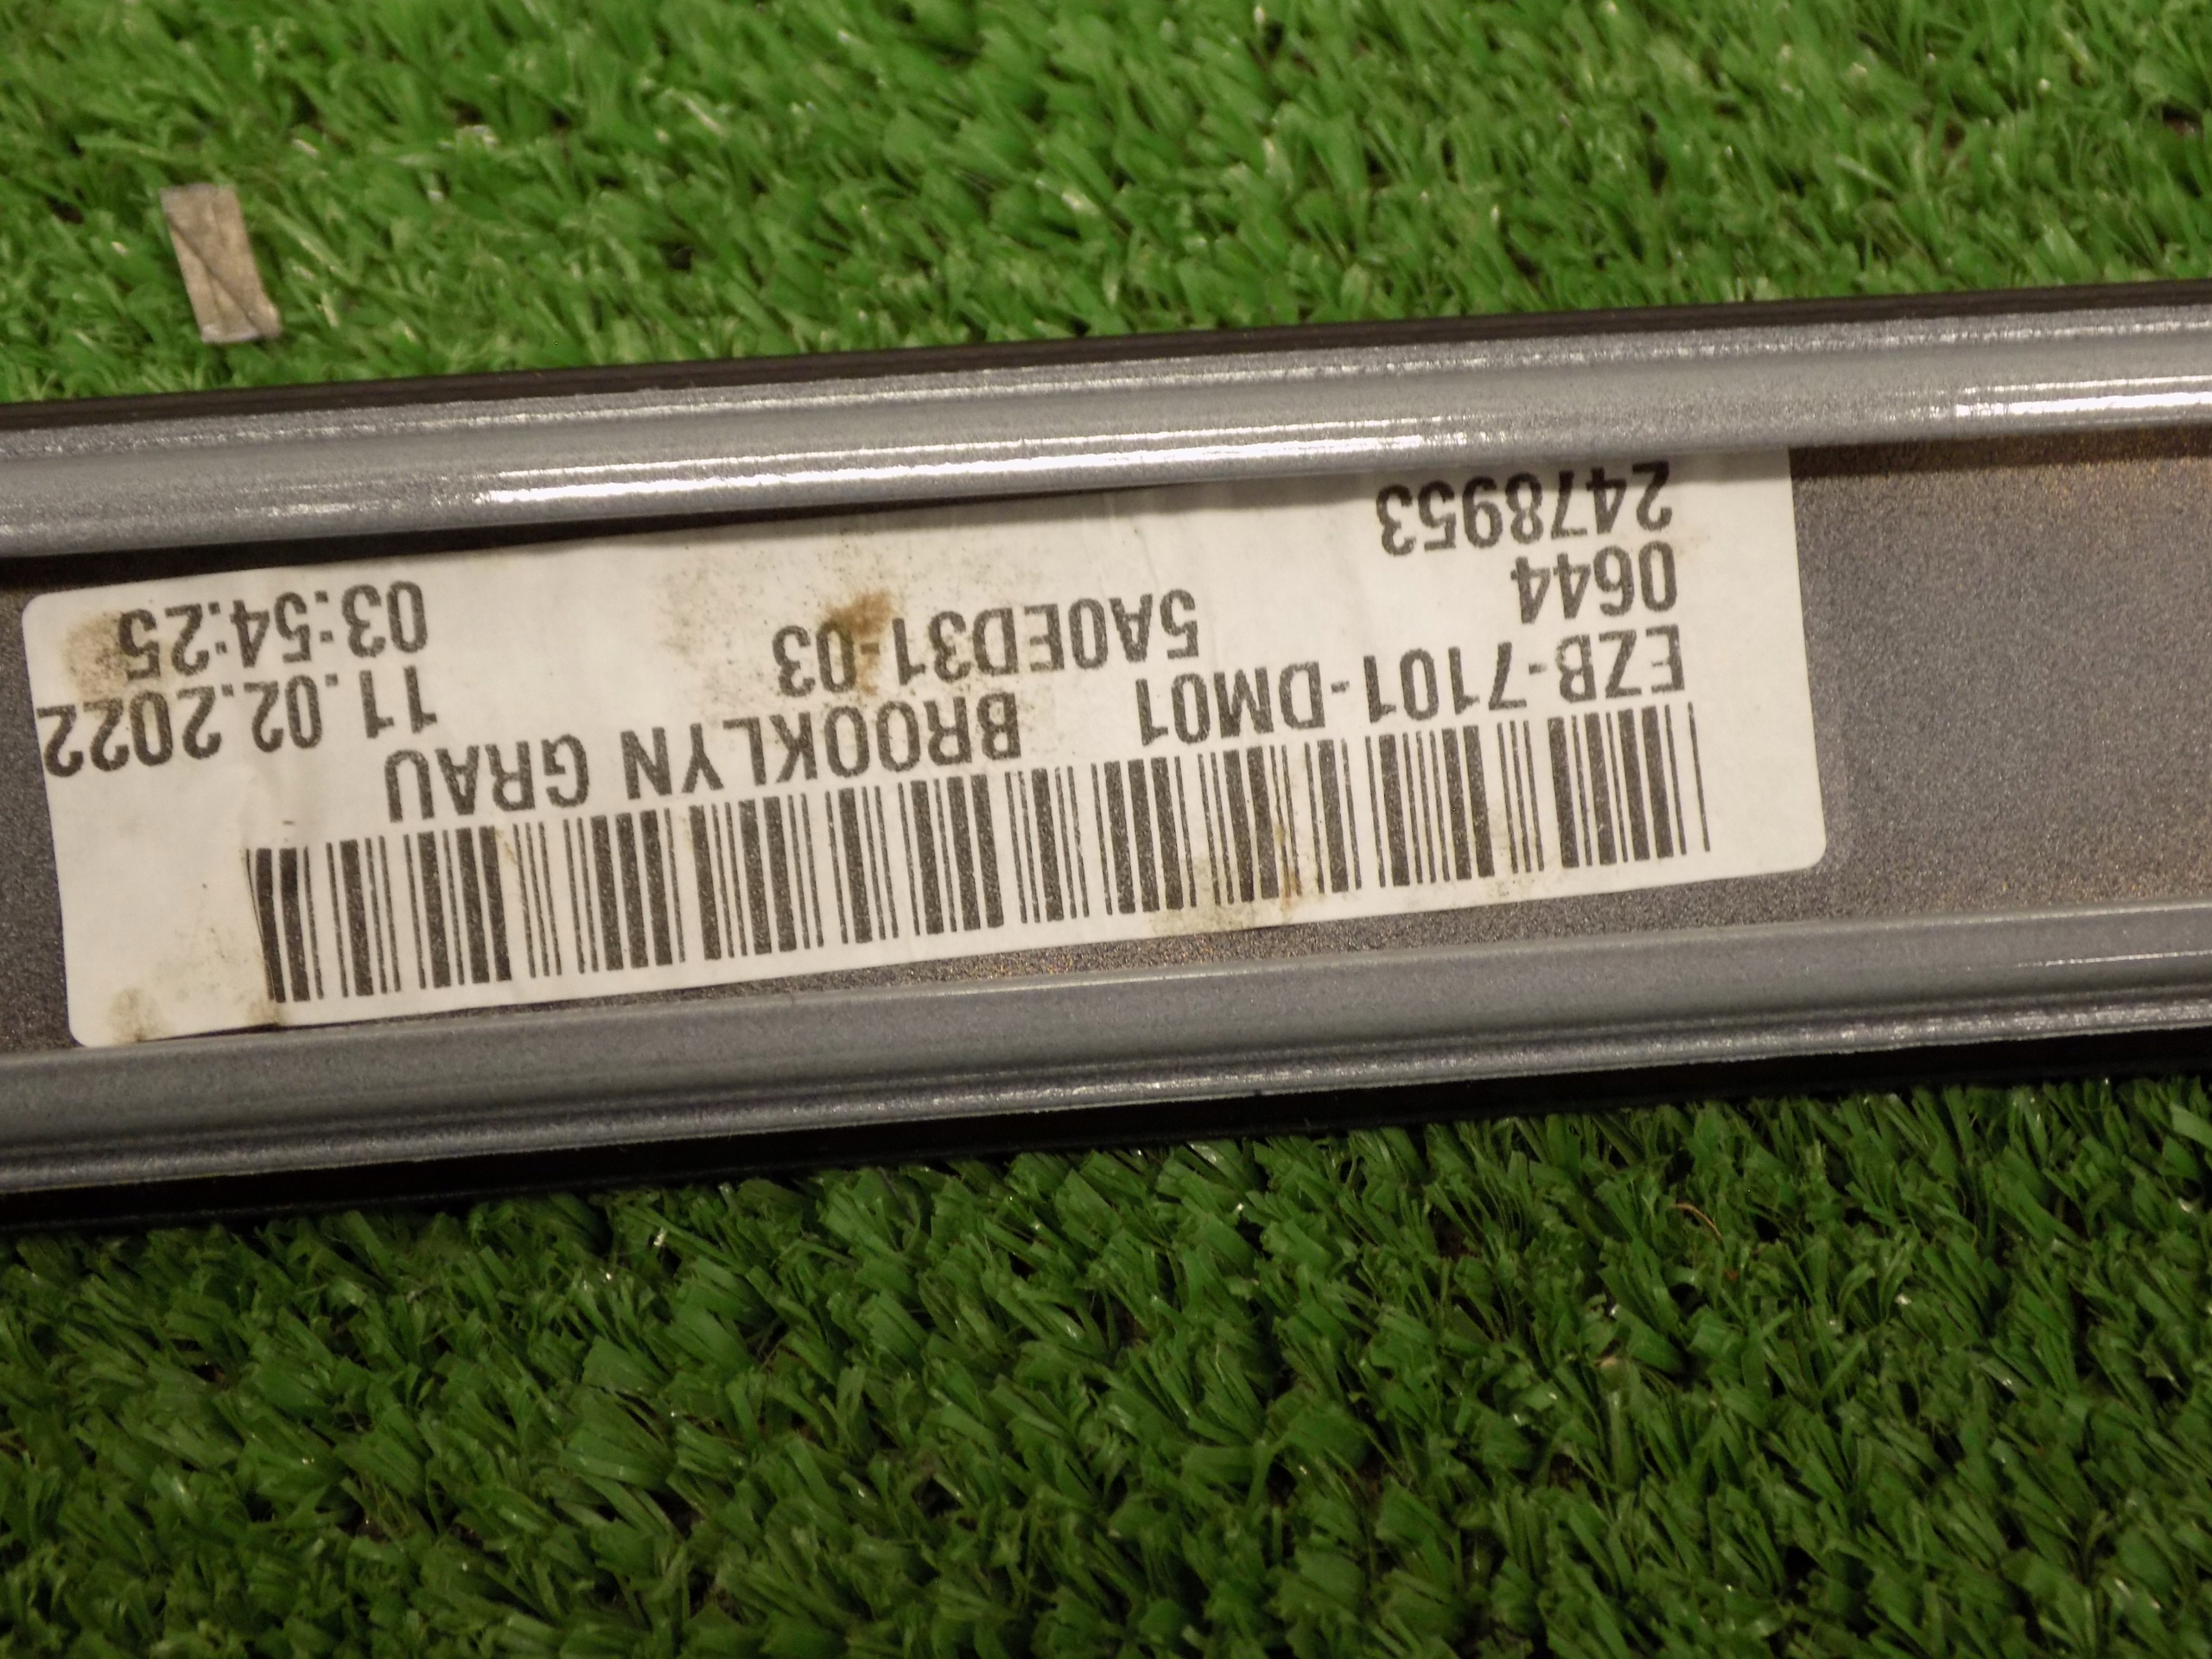 EZB-7101-DM01 BROOKLYN GRAU 11.02.2022
0644 5A0ED31-03 03:54:25
2478953